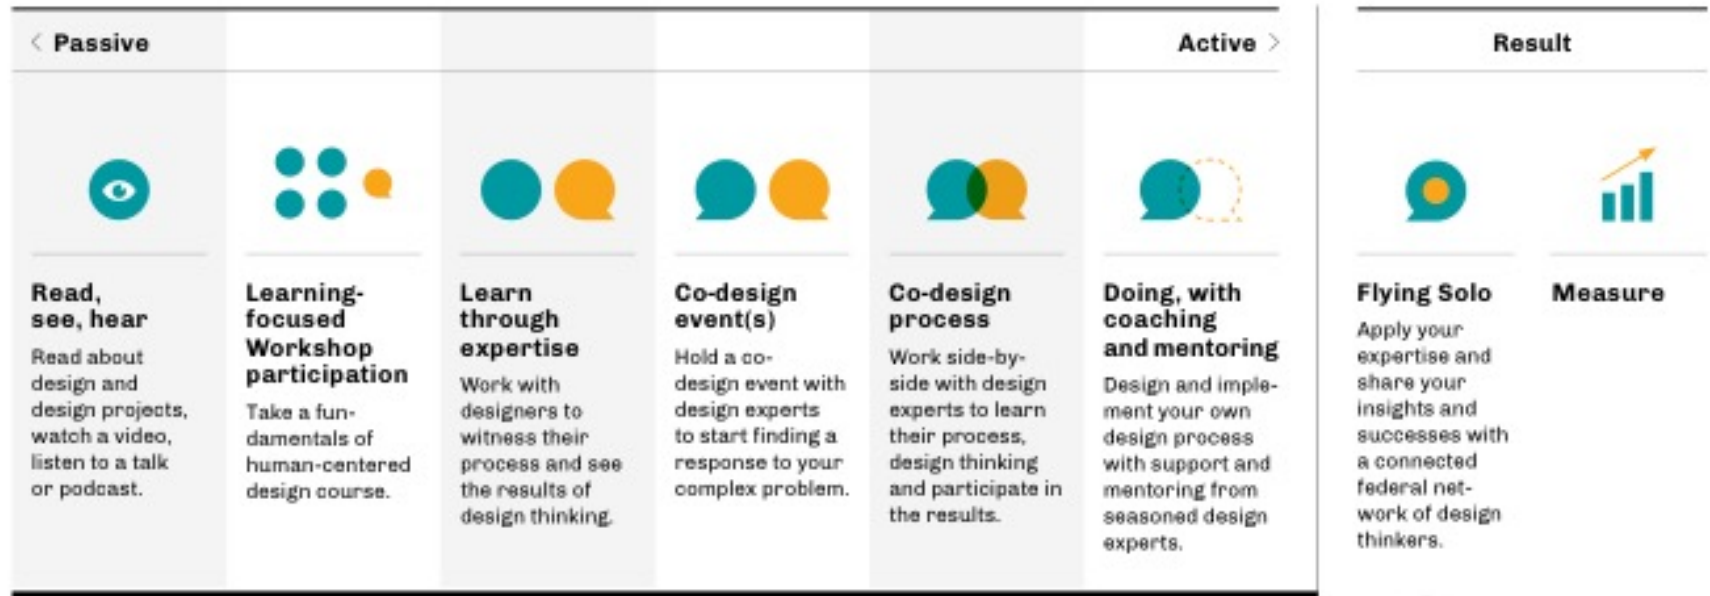 < Passive
Active >
Result
Read,
see, hear
Read about
design and
design projects,
watch a video,
listen to a talk
or podcast.
Learning-
focused
Workshop
participation
Take a fun-
damentals of
human-centered
design course.
Learn
through
expertise
Work with
designers to
witness their
process and see
the results of
design thinking.
Co-design
event(s)
Hold a co-
design event with
design experts
to start finding a
response to your
complex problem.
Co-design
process
Work side-by-
side with design
experts to learn
their process,
design thinking
and participate in
the results.
Doing, with
coaching
and mentoring
Design and imple-
ment your own
design process
with support and
mentoring from
seasoned design
experts.
Flying Solo
Apply your
expertise and
share your
insights and
successes with
a connected
federal net-
work of design
thinkers.
Measure